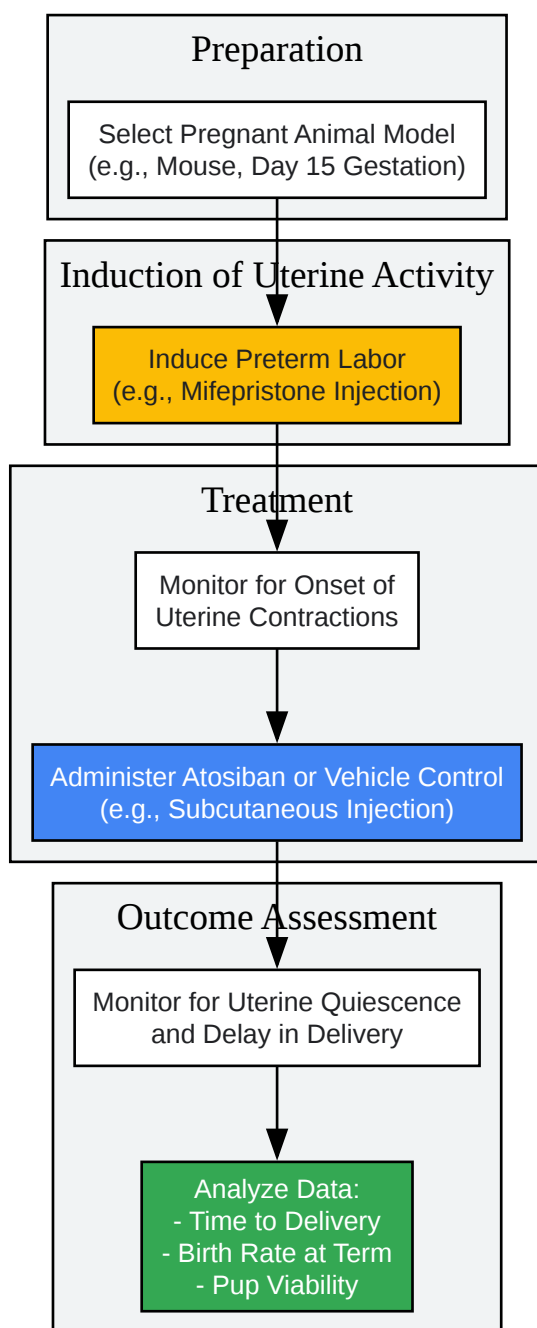 Preparation
Select Pregnant Animal Model
(e.g., Mouse, Day 15 Gestation)
Induction of Uterine Activity
Induce Preterm Labor
(e.g., Mifepristone Injection)
Treatment
Monitor for Onset of
Uterine Contractions
Administer Atosiban or Vehicle Control
(e.g., Subcutaneous Injection)
Outcome Assessment
Monitor for Uterine Quiescence
and Delay in Delivery
Analyze Data:
- Time to Delivery
- Birth Rate at Term
- Pup Viability